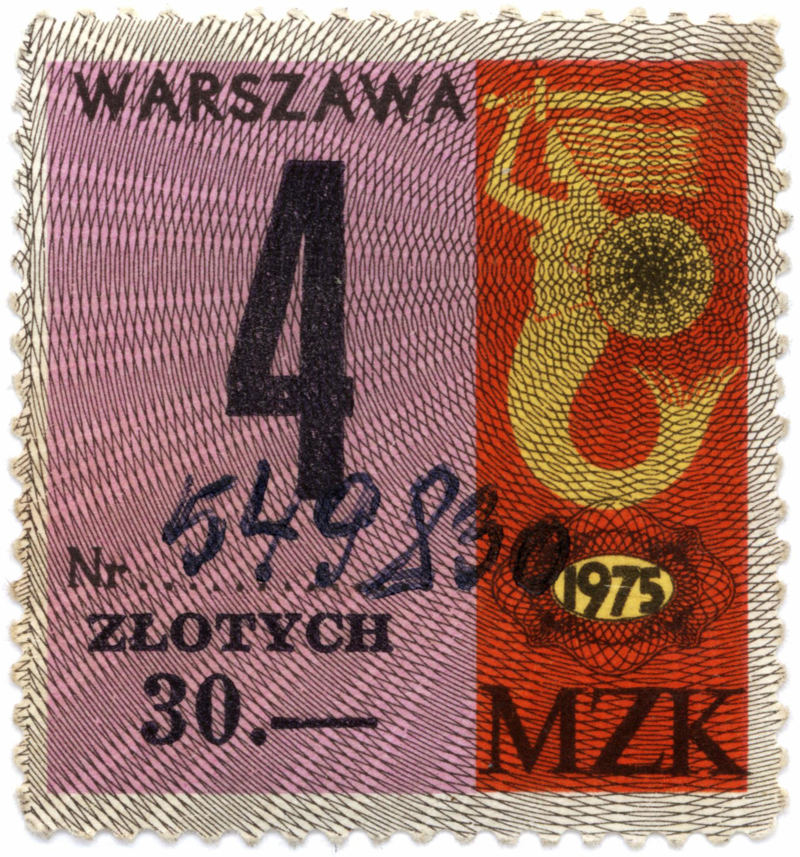 WARSZAWA
4
Nr. 549830
1975
ZŁOTYCH
30.—
MZK